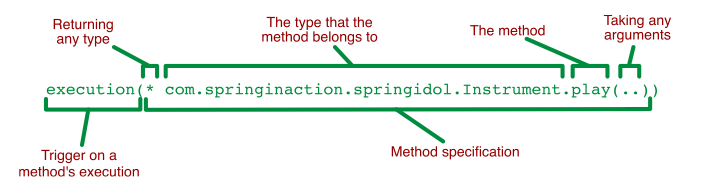 Returning
any type
The type that the
method belongs to
The method
Taking any
arguments
execution(* com.springinaction.springidol.Instrument.play(..))
Trigger on a
method's execution
Method specification